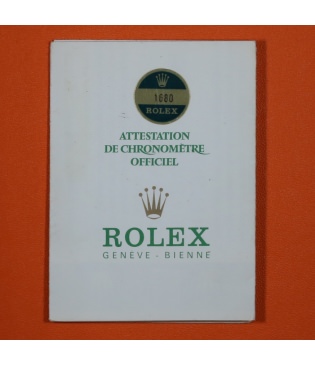 1680
ROLEX
ATTESTATION
DE CHRONOMÈTRE
OFFICIEL
ROLEX
GENEVE - BIENNE